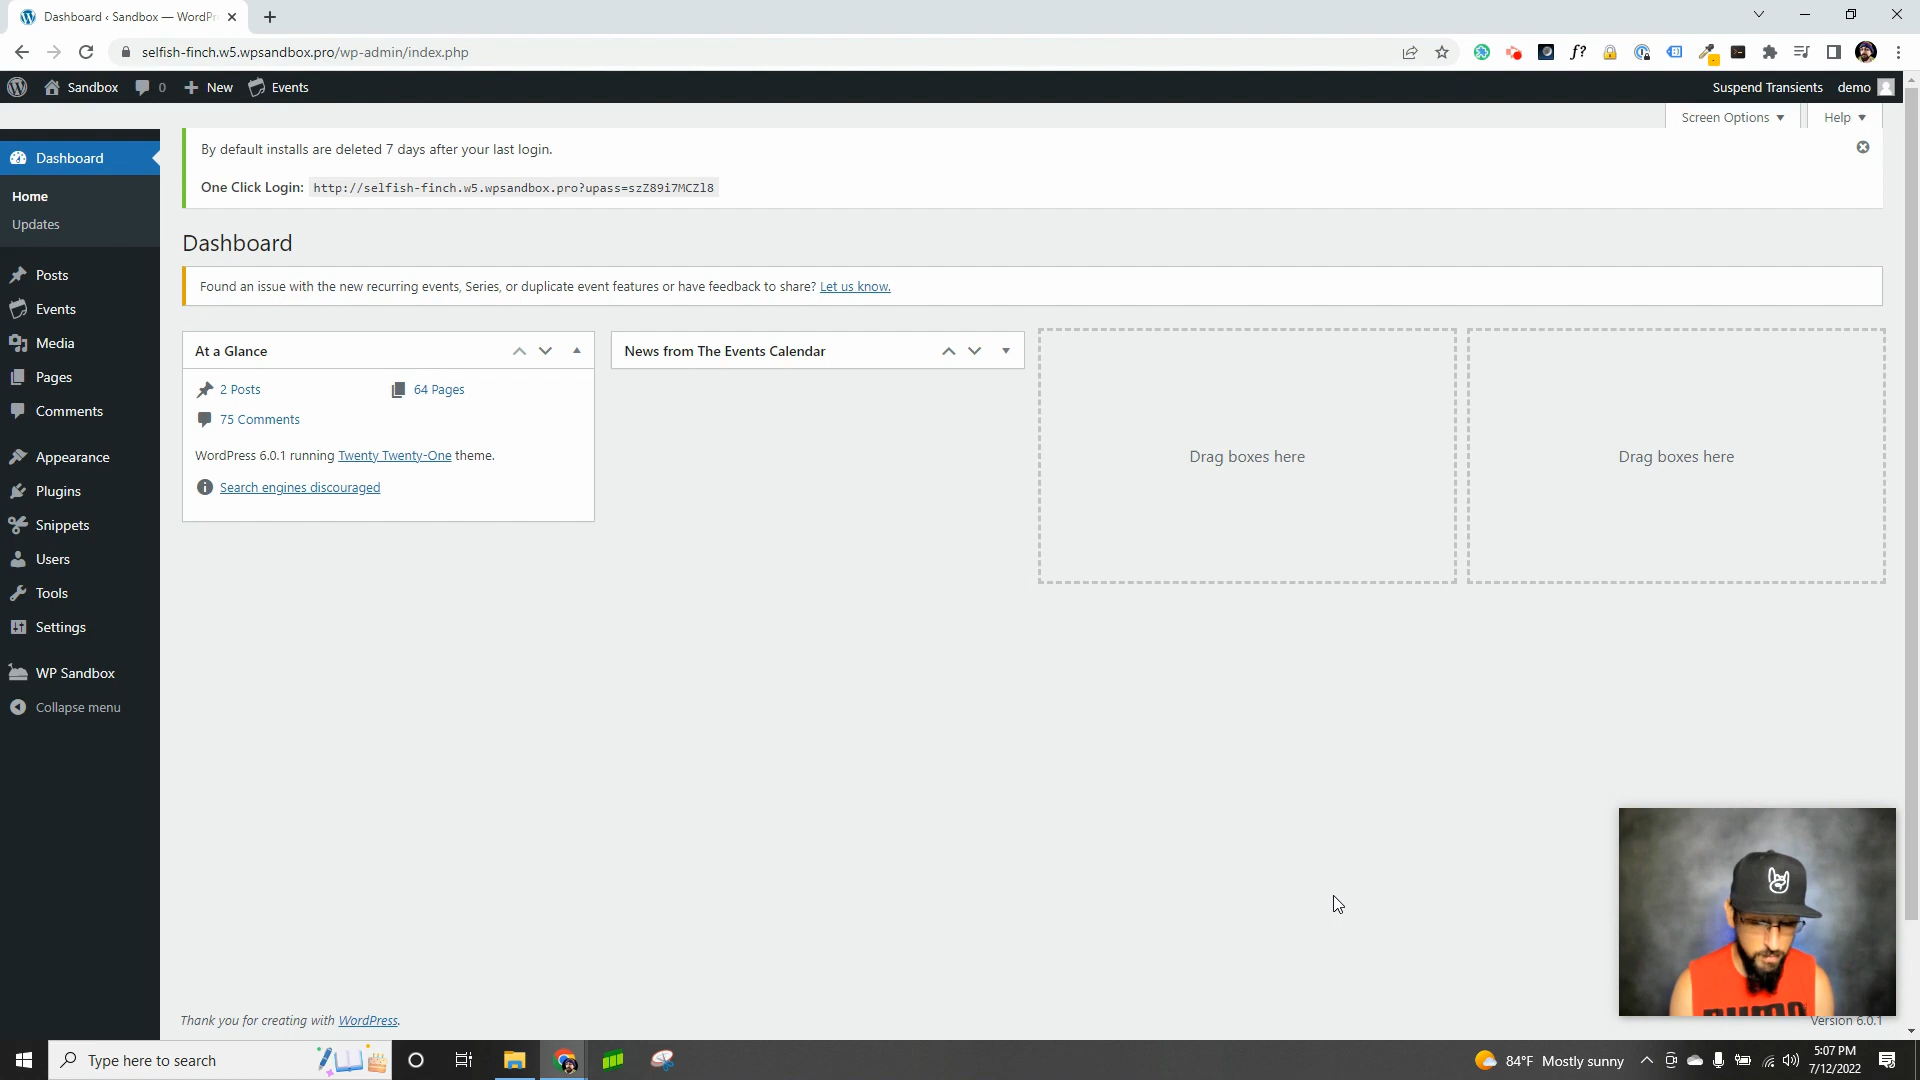 Dashboard ‹ Sandbox — WordPr
selfish-finch.w5.wpsandbox.pro/wp-admin/index.php
f?
Sandbox
0
New
Events
Suspend Transients
demo
Screen Options
Help
Dashboard
Home
Updates
Posts
Events
Media
Pages
Comments
Appearance
Plugins
Snippets
Users
Tools
Settings
WP Sandbox
Collapse menu
By default installs are deleted 7 days after your last login.
One Click Login: http://selfish-finch.w5.wpsandbox.pro?upass=szZ89i7MCZl8
Dashboard
Found an issue with the new recurring events, Series, or duplicate event features or have feedback to share? Let us know.
At a Glance
2 Posts
64 Pages
75 Comments
WordPress 6.0.1 running Twenty Twenty-One theme.
Search engines discouraged
News from The Events Calendar
Drag boxes here
Drag boxes here
Thank you for creating with WordPress.
Version 6.0.1
Type here to search
84°F Mostly sunny
5:07 PM
7/12/2022